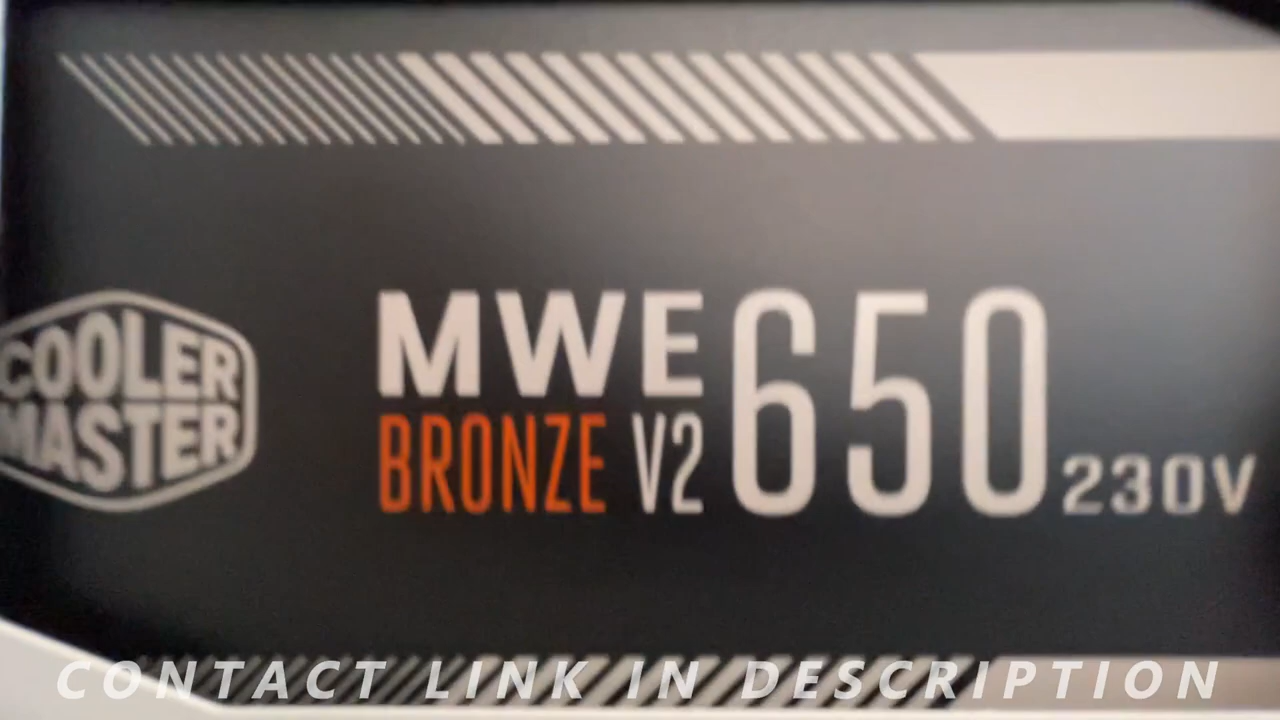 COOLER
MASTER
MWE
BRONZE V2
650
230V
CONTACT LINK IN DESCRIPTION